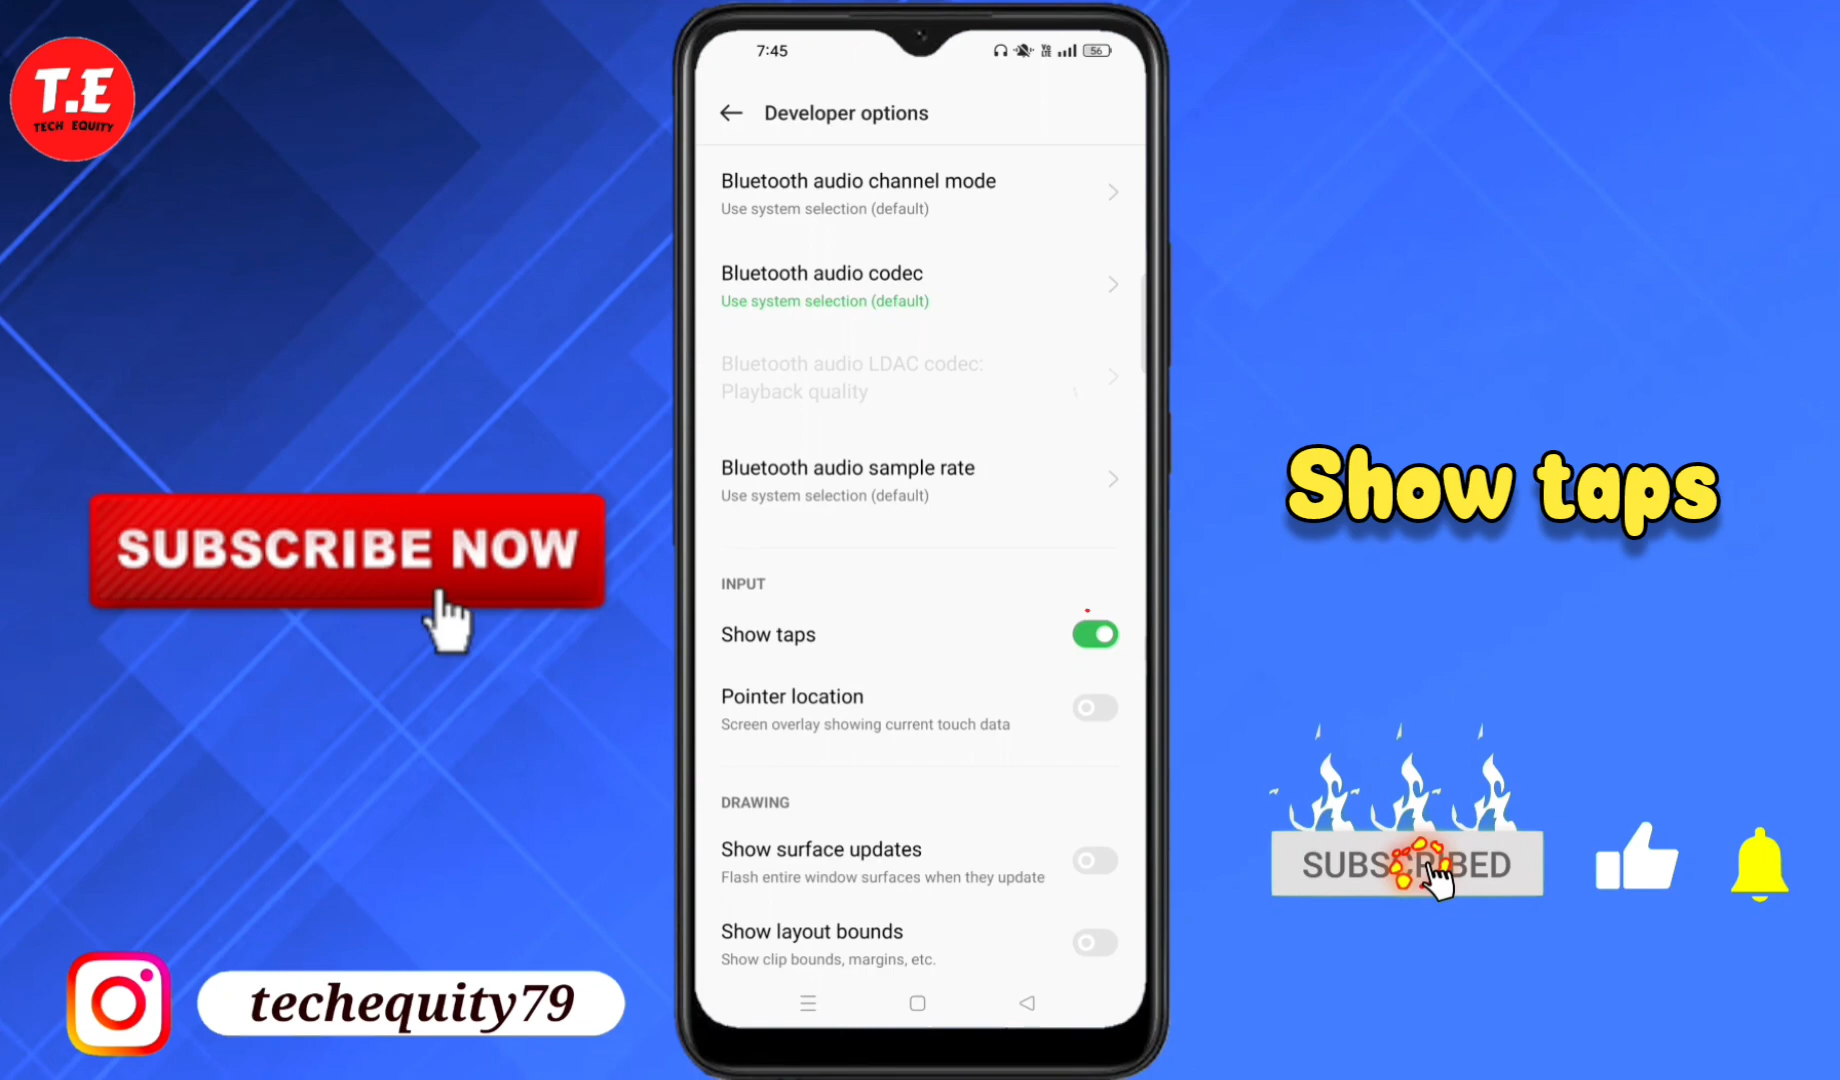 T.E
TECH EQUITY
7:45
56
Developer options
Bluetooth audio channel mode
Use system selection (default)
Bluetooth audio codec
Use system selection (default)
Bluetooth audio LDAC codec:
Playback quality
Bluetooth audio sample rate
Use system selection (default)
INPUT
Show taps
Pointer location
Screen overlay showing current touch data
DRAWING
Show surface updates
Flash entire window surfaces when they update
Show layout bounds
Show clip bounds, margins, etc.
SUBSCRIBE NOW
techequity79
Show taps
SUBSCRIBED